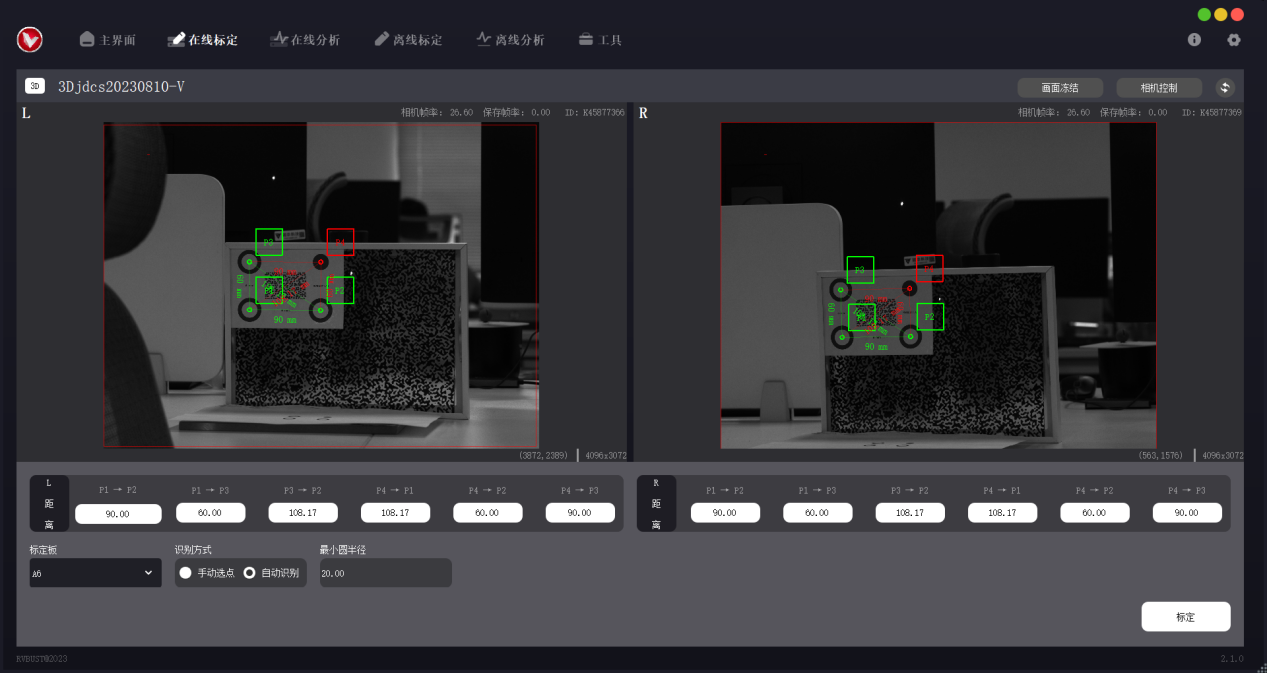 主界面 在线标定 在线分析 离线标定 离线分析 工具
3D 3Djdcs20230810-V 画面冻结 相机控制
L 相机帧率: 26.60 保存帧率: 0.00 ID: K45877366
R 相机帧率: 26.60 保存帧率: 0.00 ID: K45877369
P3 P4
60 mm P1 P2
90 mm
P3 P4
60 mm P1 P2
90 mm
(3872,2389) 4096x3072
(563,1576) 4096x3072
L 距离
P1 → P2 P1 → P3 P3 → P2 P4 → P1 P4 → P2 P4 → P3
90.00 60.00 108.17 108.17 60.00 90.00
R 距离
P1 → P2 P1 → P3 P3 → P2 P4 → P1 P4 → P2 P4 → P3
90.00 60.00 108.17 108.17 60.00 90.00
标定板 识别方式 最小圆半径
A6 手动选点 自动识别 20.00
标定
2.1.0